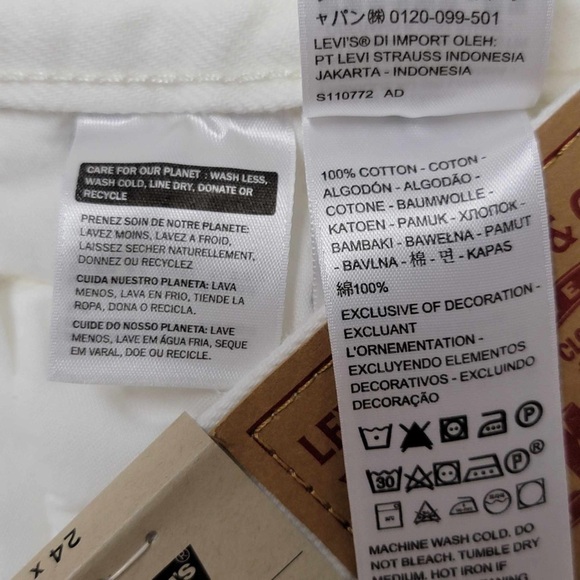 ャパン㈱ 0120-099-501
LEVI'S® DI IMPORT OLEH:
PT LEVI STRAUSS INDONESIA
JAKARTA - INDONESIA
S110772 AD
CARE FOR OUR PLANET : WASH LESS,
WASH COLD, LINE DRY, DONATE OR
RECYCLE
PRENEZ SOIN DE NOTRE PLANETE:
LAVEZ MOINS, LAVEZ A FROID,
LAISSEZ SECHER NATURELLEMENT,
DONNEZ OU RECYCLEZ
CUIDA NUESTRO PLANETA: LAVA
MENOS, LAVA EN FRIO, TIENDE LA
ROPA, DONA O RECICLA.
CUIDE DO NOSSO PLANETA: LAVE
MENOS, LAVE EM ÁGUA FRIA, SEQUE
EM VARAL, DOE OU RECICLE.
100% COTTON - COTON -
ALGODÓN - ALGODÃO -
COTONE - BAUMWOLLE -
KATOEN - PAMUK - ХЛОПОК -
BAMBAKI - BAWEŁNA - PAMUT
- BAVLNA - 棉 - 면 - KAPAS
綿100%
EXCLUSIVE OF DECORATION -
EXCLUANT
L'ORNEMENTATION -
EXCLUYENDO ELEMENTOS
DECORATIVOS - EXCLUINDO
DECORAÇÃO
P
30
P®
MACHINE WASH COLD. DO
NOT BLEACH. TUMBLE DRY
MEDIUM. HOT IRON IF
24 x